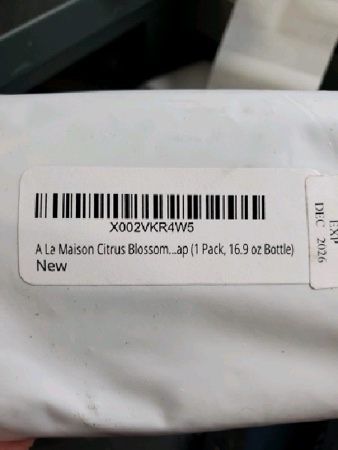 X002VKR4W5
A La Maison Citrus Blossom...ap (1 Pack, 16.9 oz Bottle)
New
EXP
DEC 2026